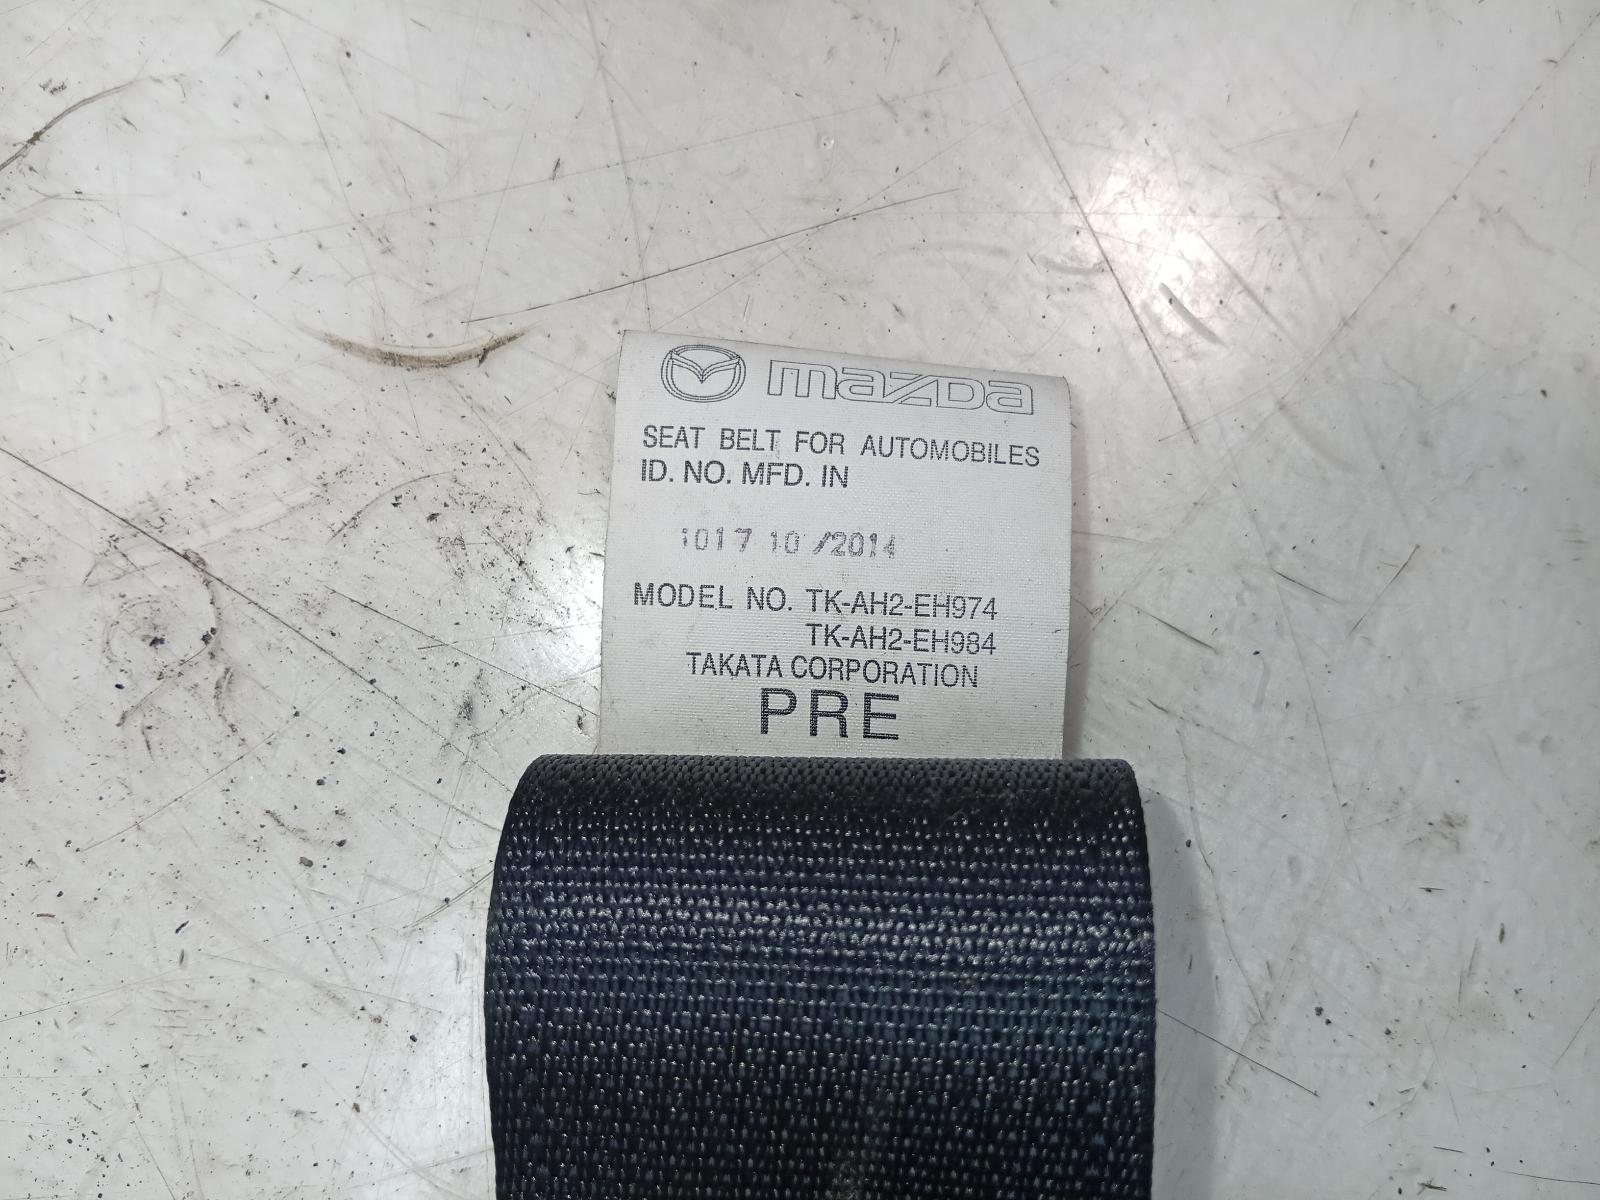 mazda
SEAT BELT FOR AUTOMOBILES
ID. NO. MFD. IN
1017 10 /2014
MODEL NO. TK-AH2-EH974
TK-AH2-EH984
TAKATA CORPORATION
PRE